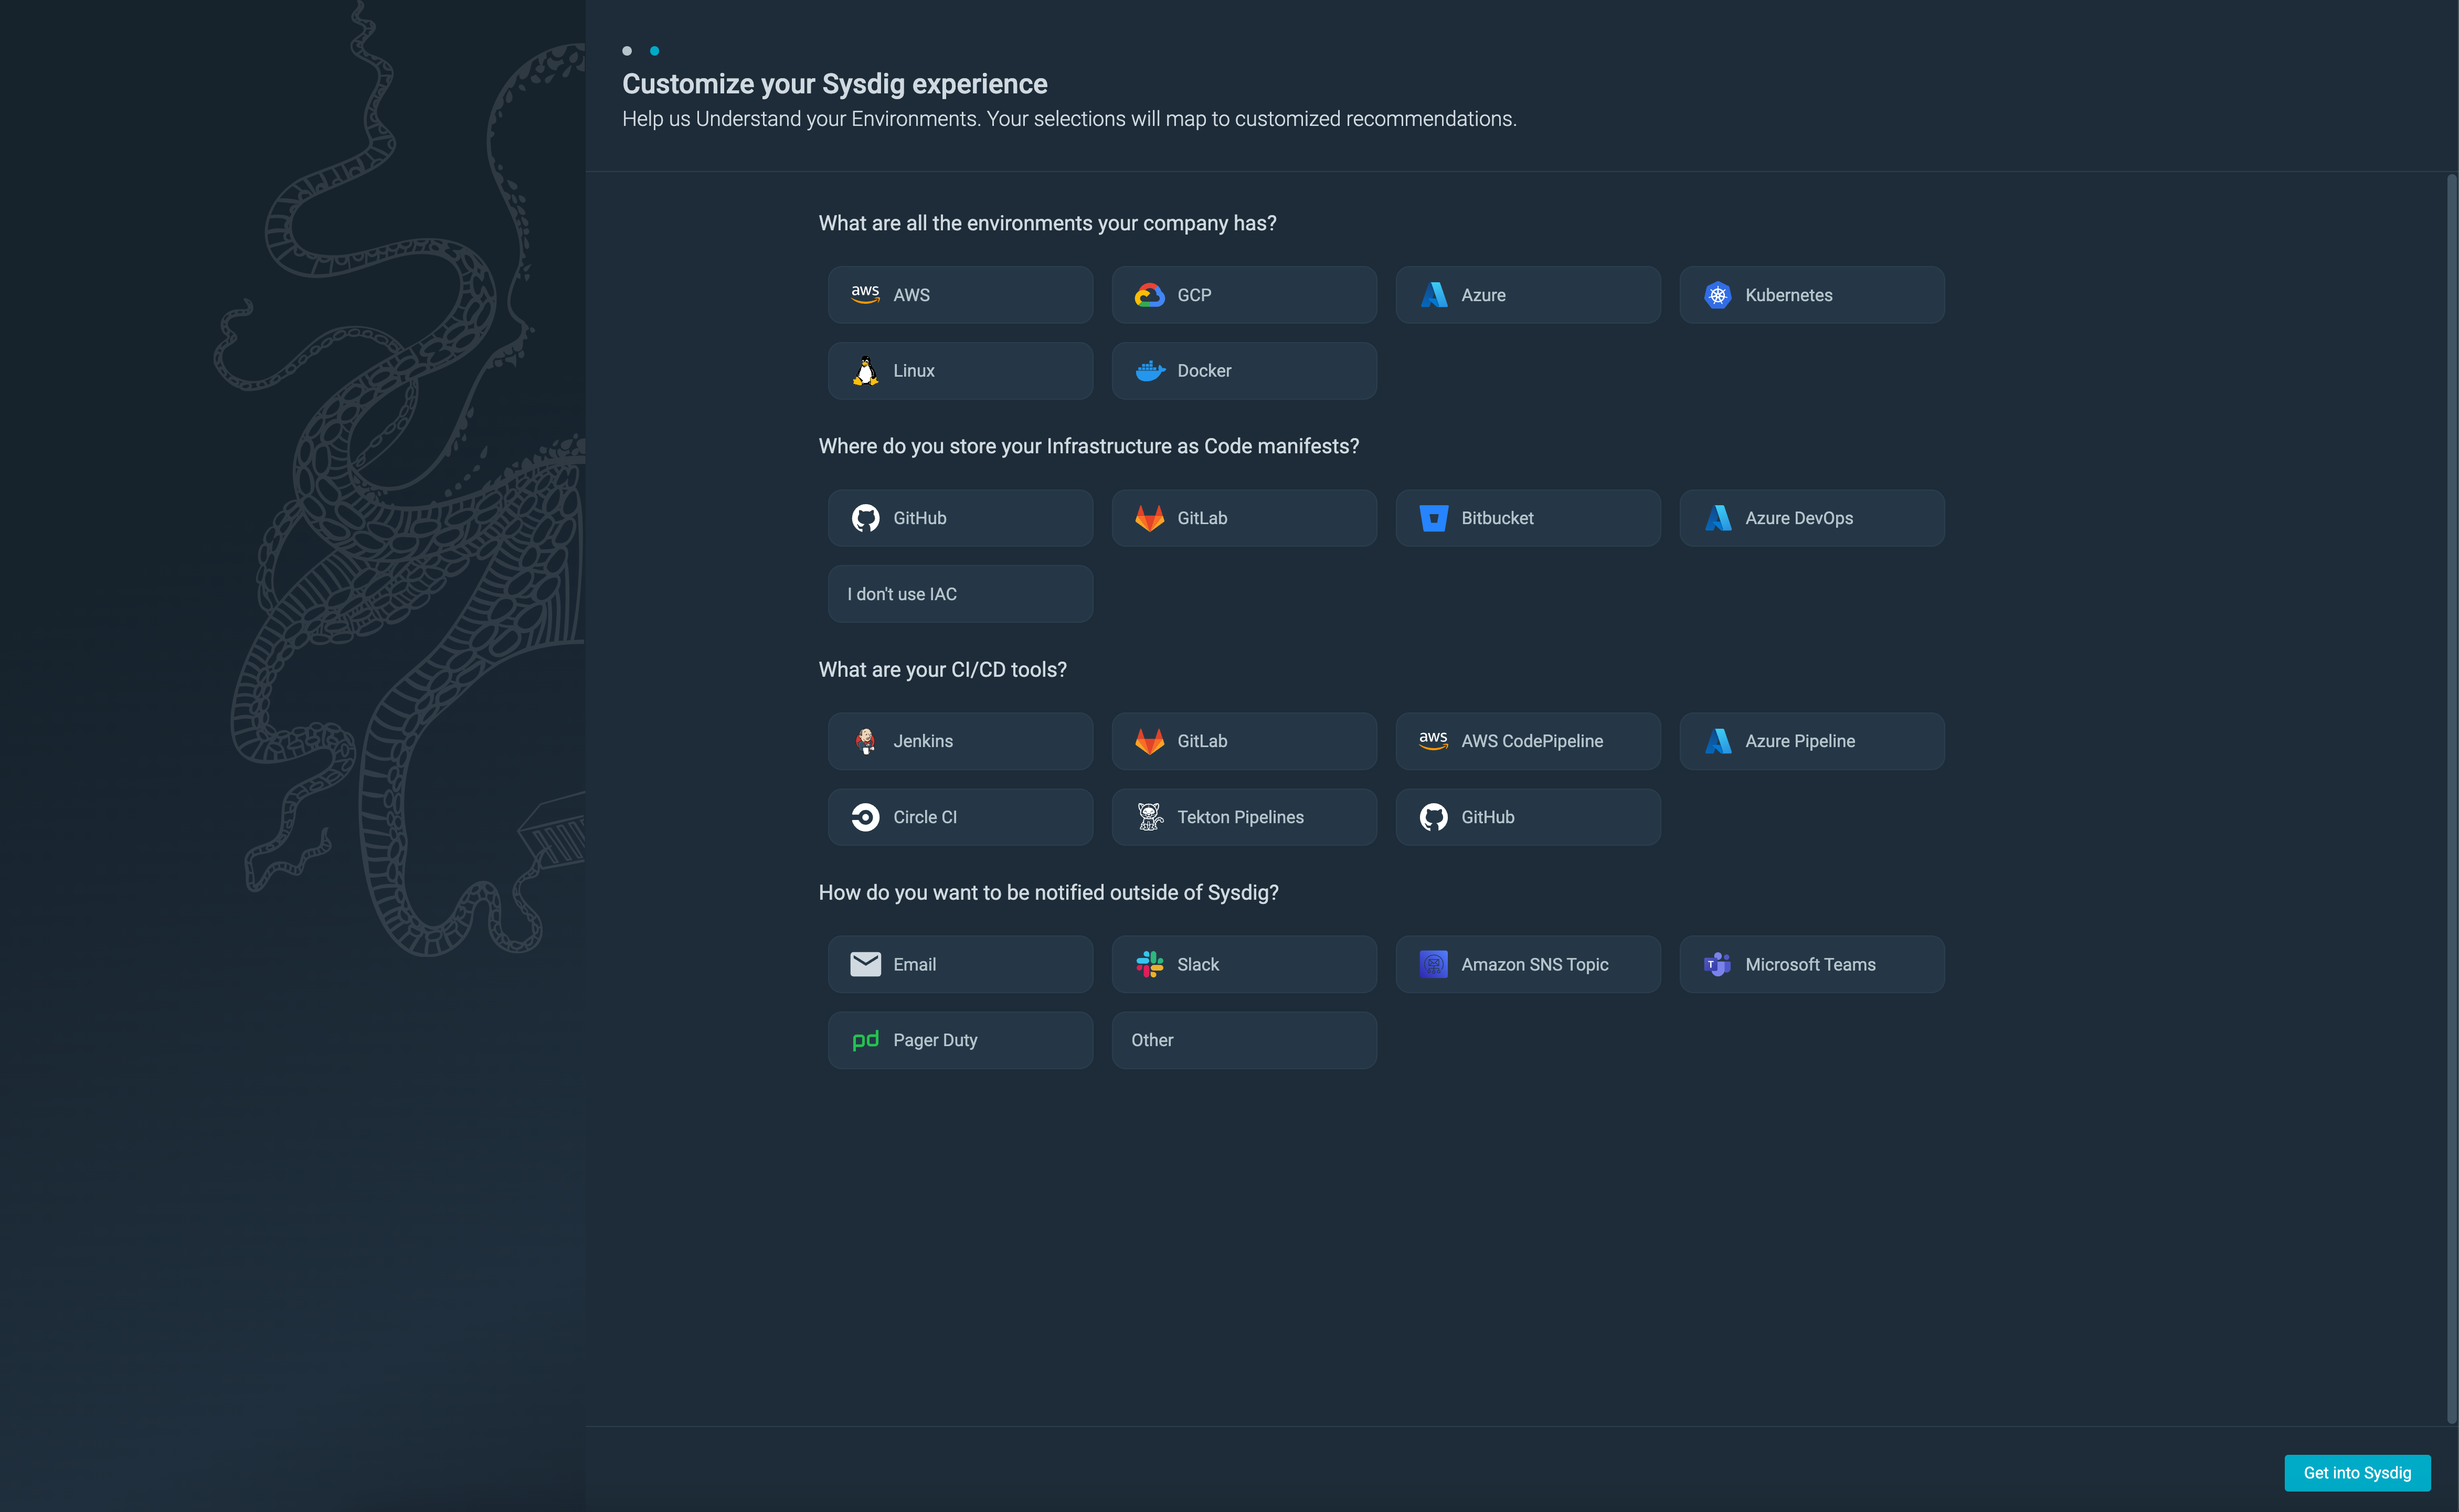 Customize your Sysdig experience
Help us Understand your Environments. Your selections will map to customized recommendations.
What are all the environments your company has?
aws AWS
GCP
Azure
Kubernetes
Linux
Docker
Where do you store your Infrastructure as Code manifests?
GitHub
GitLab
Bitbucket
Azure DevOps
I don't use IAC
What are your CI/CD tools?
Jenkins
GitLab
aws AWS CodePipeline
Azure Pipeline
Circle CI
Tekton Pipelines
GitHub
How do you want to be notified outside of Sysdig?
Email
Slack
Amazon SNS Topic
T Microsoft Teams
pd Pager Duty
Other
Get into Sysdig